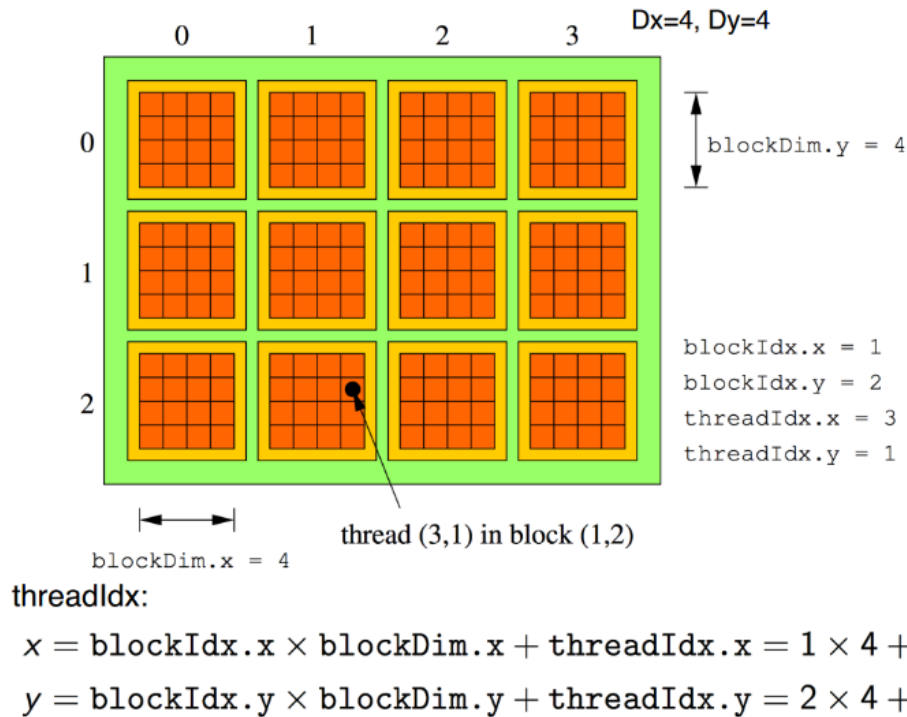 Dx=4, Dy=4
0 1 2 3
0
blockDim.y = 4
1
blockIdx.x = 1
blockIdx.y = 2
2
threadIdx.x = 3
threadIdx.y = 1
thread (3,1) in block (1,2)
blockDim.x = 4
threadIdx:
x = blockIdx.x × blockDim.x + threadIdx.x = 1 × 4 +
y = blockIdx.y × blockDim.y + threadIdx.y = 2 × 4 +